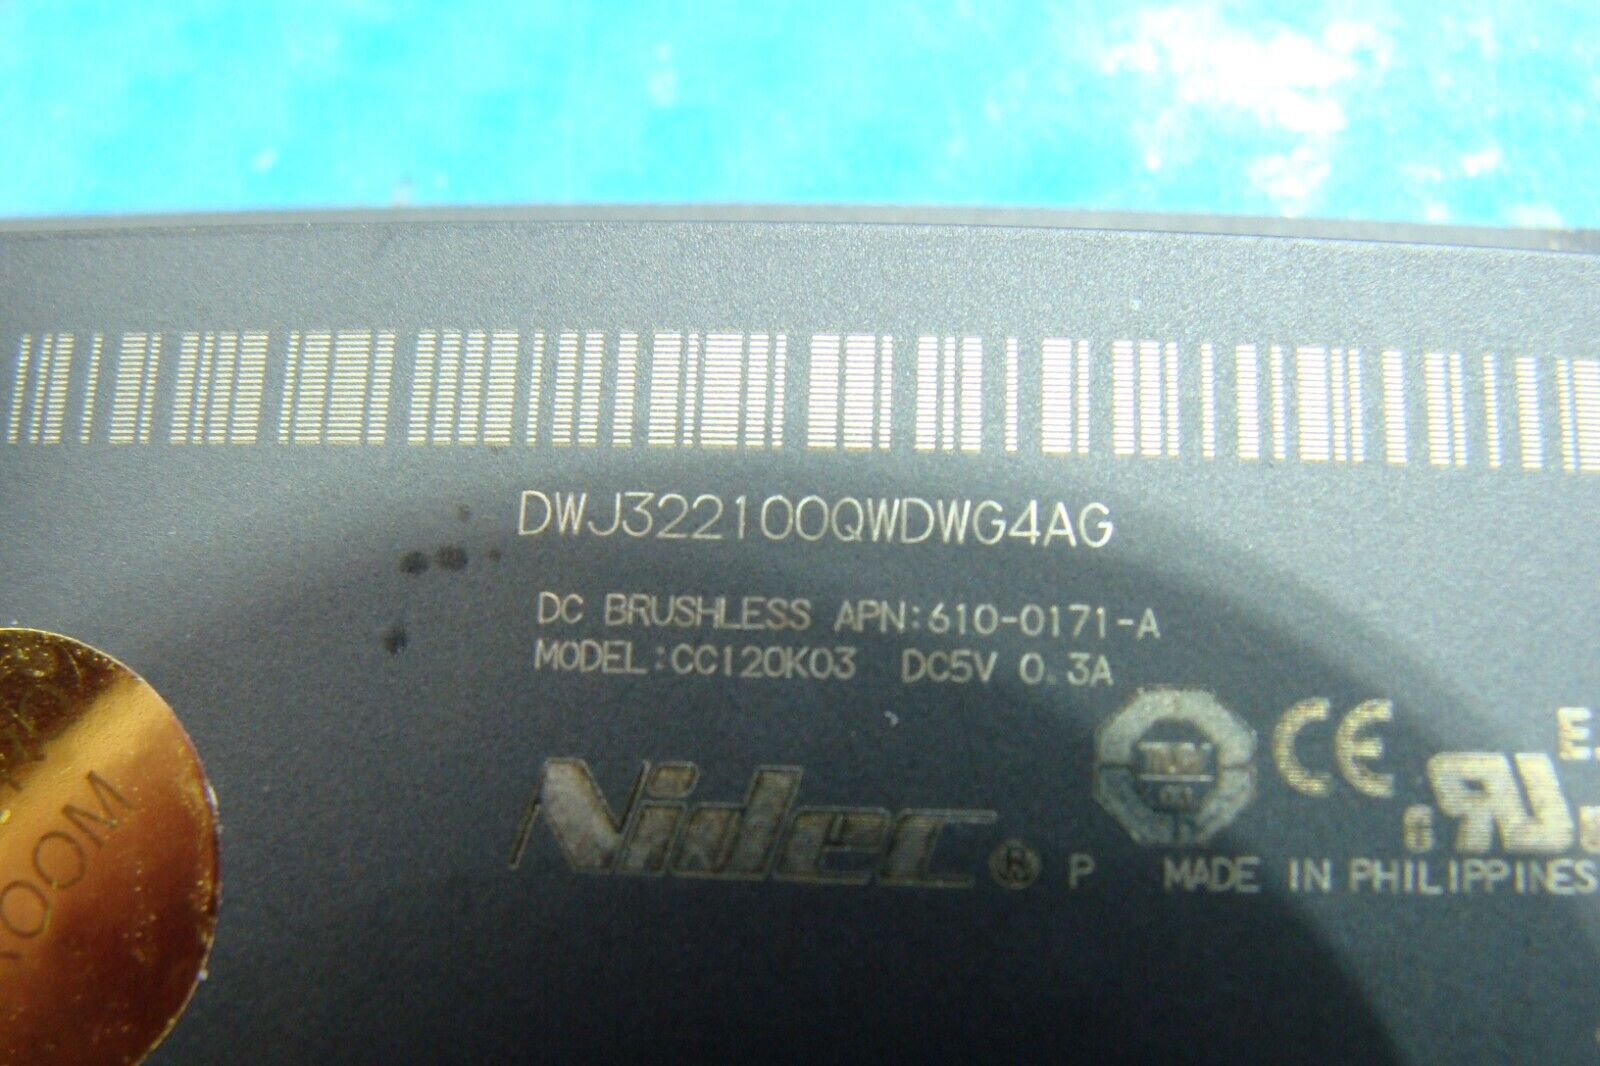 DWJ322100QWDWG4AG
DC BRUSHLESS APN:610-0171-A
MODEL:CC120K03 DC5V 0.3A
CE
E.
Nidec® P
MADE IN PHILIPPINES